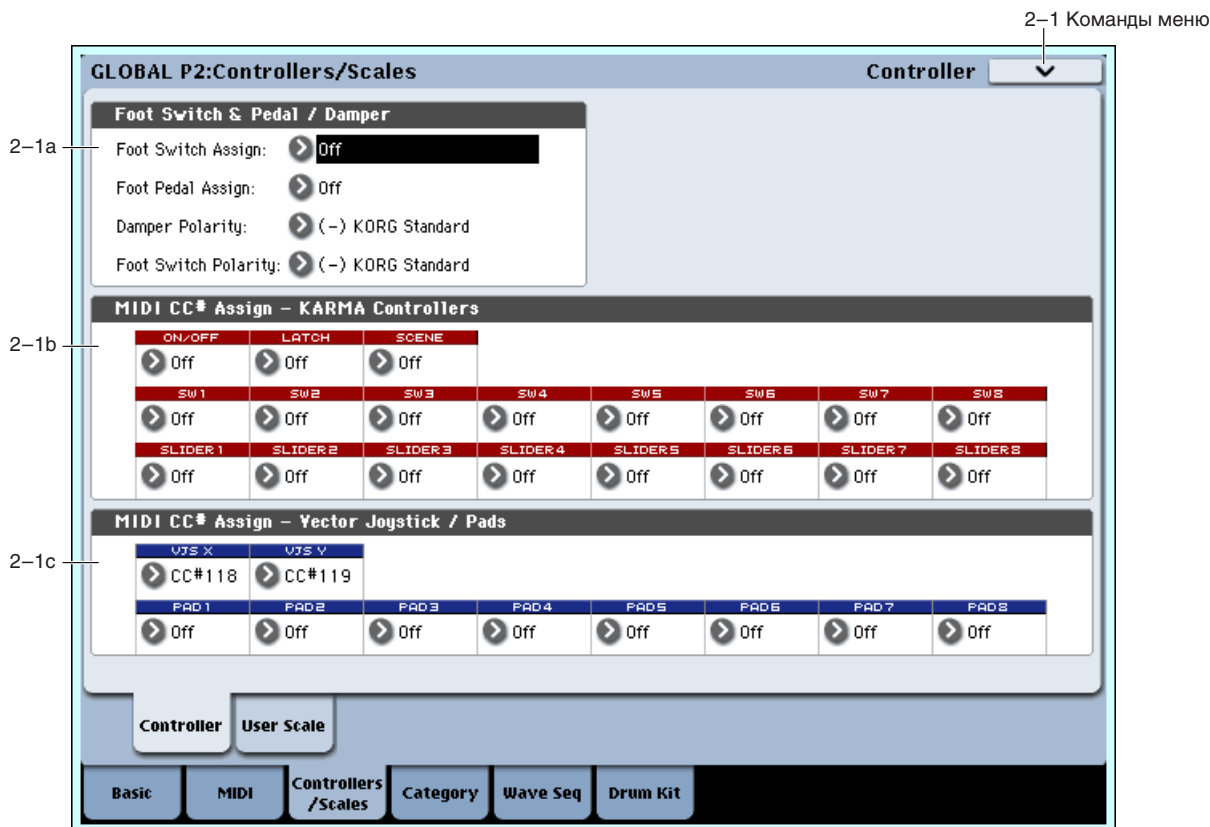 2–1 Команды меню
GLOBAL P2:Controllers/Scales Controller
Foot Switch & Pedal / Damper
2–1a
Foot Switch Assign: Off
Foot Pedal Assign: Off
Damper Polarity: (-) KORG Standard
Foot Switch Polarity: (-) KORG Standard
MIDI CC# Assign - KARMA Controllers
2–1b
ON/OFF LATCH SCENE
Off Off Off
SW1 SW2 SW3 SW4 SW5 SW6 SW7 SW8
Off Off Off Off Off Off Off Off
SLIDER1 SLIDER2 SLIDER3 SLIDER4 SLIDER5 SLIDER6 SLIDER7 SLIDER8
Off Off Off Off Off Off Off Off
MIDI CC# Assign - Vector Joystick / Pads
2–1c
VJS X VJS Y
CC#118 CC#119
PAD1 PAD2 PAD3 PAD4 PAD5 PAD6 PAD7 PAD8
Off Off Off Off Off Off Off Off
Controller User Scale
Basic MIDI Controllers /Scales Category Wave Seq Drum Kit